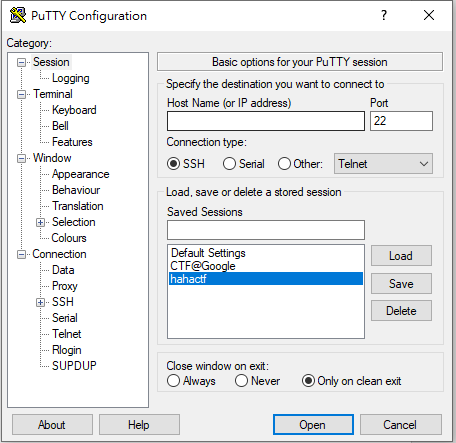 PuTTY Configuration
?
Category:
Session
Logging
Terminal
Keyboard
Bell
Features
Window
Appearance
Behaviour
Translation
Selection
Colours
Connection
Data
Proxy
SSH
Serial
Telnet
Rlogin
SUPDUP
Basic options for your PuTTY session
Specify the destination you want to connect to
Host Name (or IP address) Port
22
Connection type:
SSH Serial Other: Telnet
Load, save or delete a stored session
Saved Sessions
Default Settings
CTF@Google
hahactf
Load
Save
Delete
Close window on exit:
Always Never Only on clean exit
About Help Open Cancel